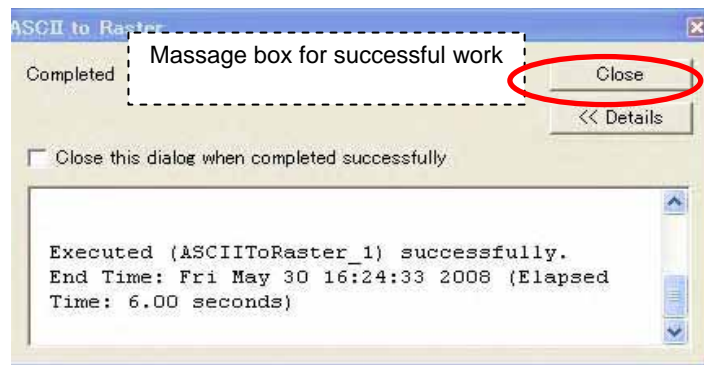 ASCII to Raster
Massage box for successful work
Completed
Close
<< Details
Close this dialog when completed successfully
Executed (ASCIIToRaster_1) successfully.
End Time: Fri May 30 16:24:33 2008 (Elapsed
Time: 6.00 seconds)